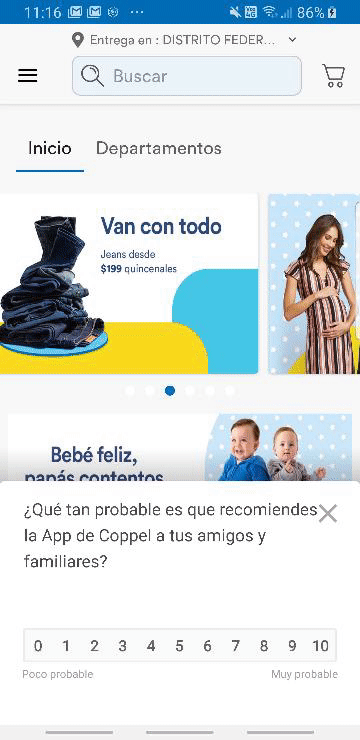 11:16 86%
Entrega en : DISTRITO FEDER...
Buscar
Inicio Departamentos
Van con todo
Jeans desde
$199 quincenales
Bebé feliz,
papás contentos
¿Qué tan probable es que recomiendes
la App de Coppel a tus amigos y
familiares?
0 1 2 3 4 5 6 7 8 9 10
Poco probable Muy probable